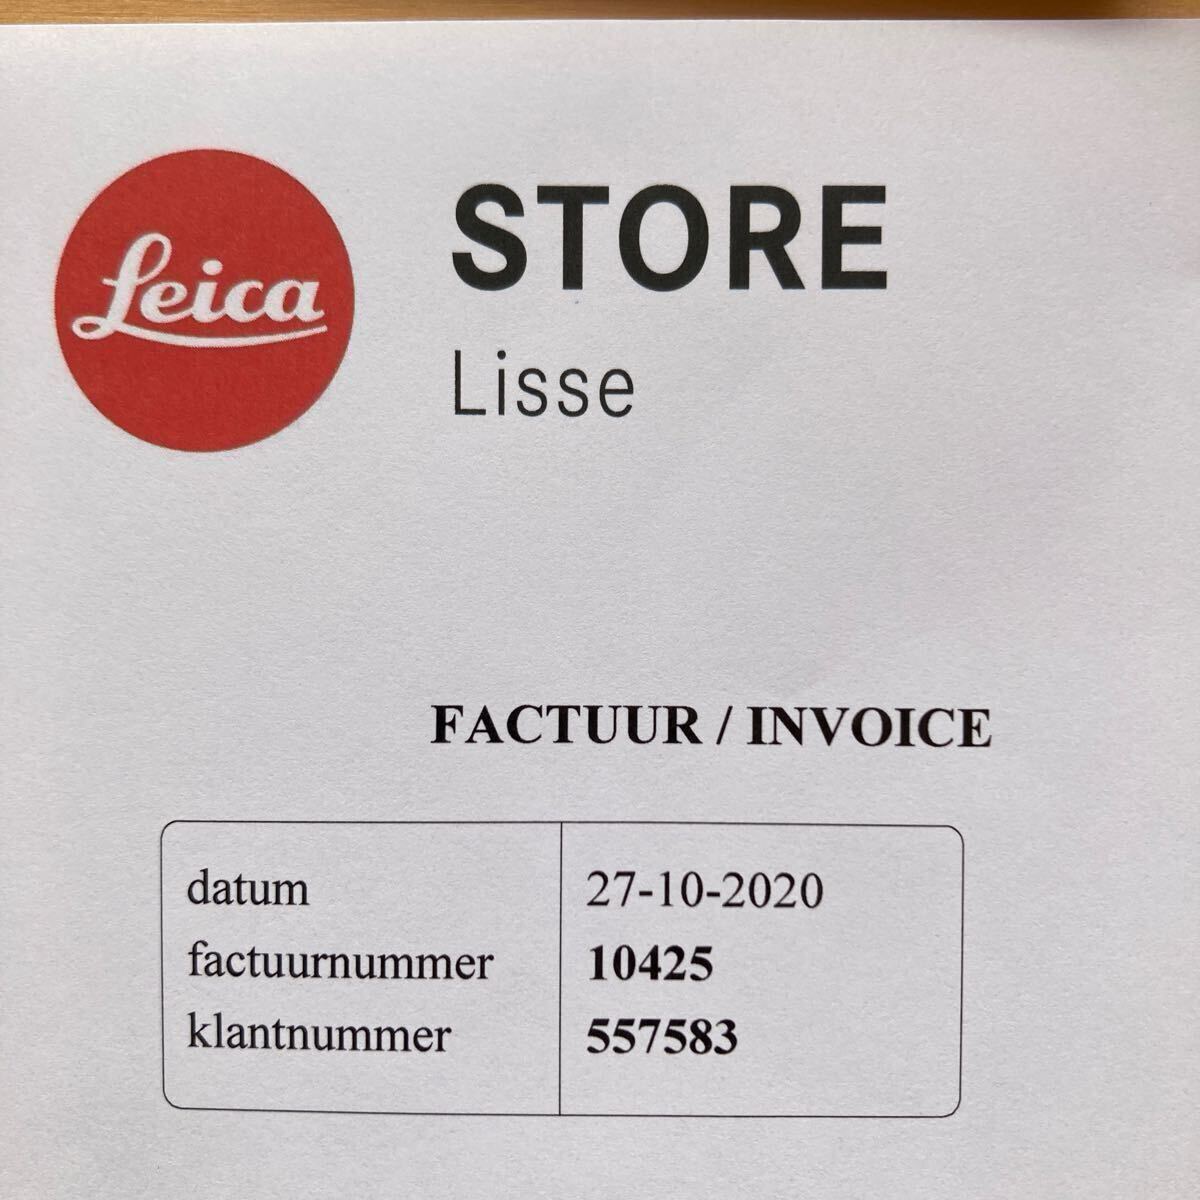 Leica
STORE
Lisse
FACTUUR / INVOICE
datum 27-10-2020
factuurnummer 10425
klantnummer 557583